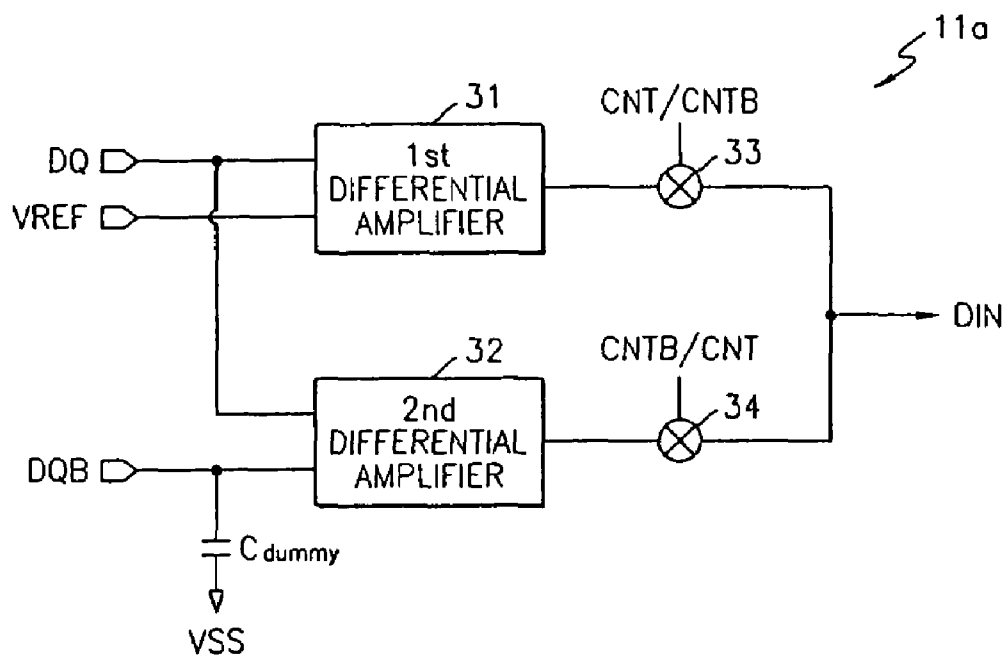 11a
CNT/CNTB
31
33
DQ
1st
DIFFERENTIAL
AMPLIFIER
VREF
DIN
CNTB/CNT
32
34
2nd
DIFFERENTIAL
AMPLIFIER
DQB
Cdummy
VSS